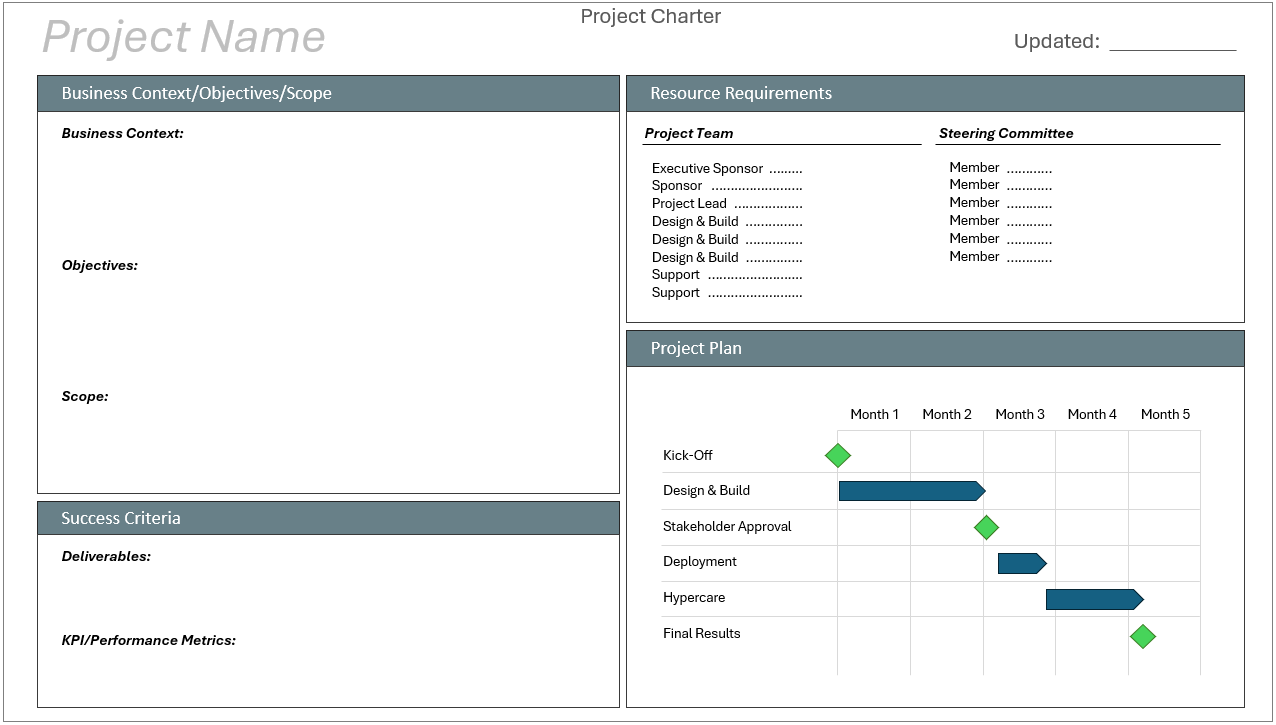 Project Charter
Project Name
Updated: ______________
Business Context/Objectives/Scope
Business Context:
Objectives:
Scope:
Success Criteria
Deliverables:
KPI/Performance Metrics:
Resource Requirements
Project Team
Executive Sponsor .........
Sponsor ........................
Project Lead ..................
Design & Build ...............
Design & Build ...............
Design & Build ...............
Support .........................
Support .........................
Steering Committee
Member ............
Member ............
Member ............
Member ............
Member ............
Member ............
Project Plan
Month 1 Month 2 Month 3 Month 4 Month 5
Kick-Off
Design & Build
Stakeholder Approval
Deployment
Hypercare
Final Results